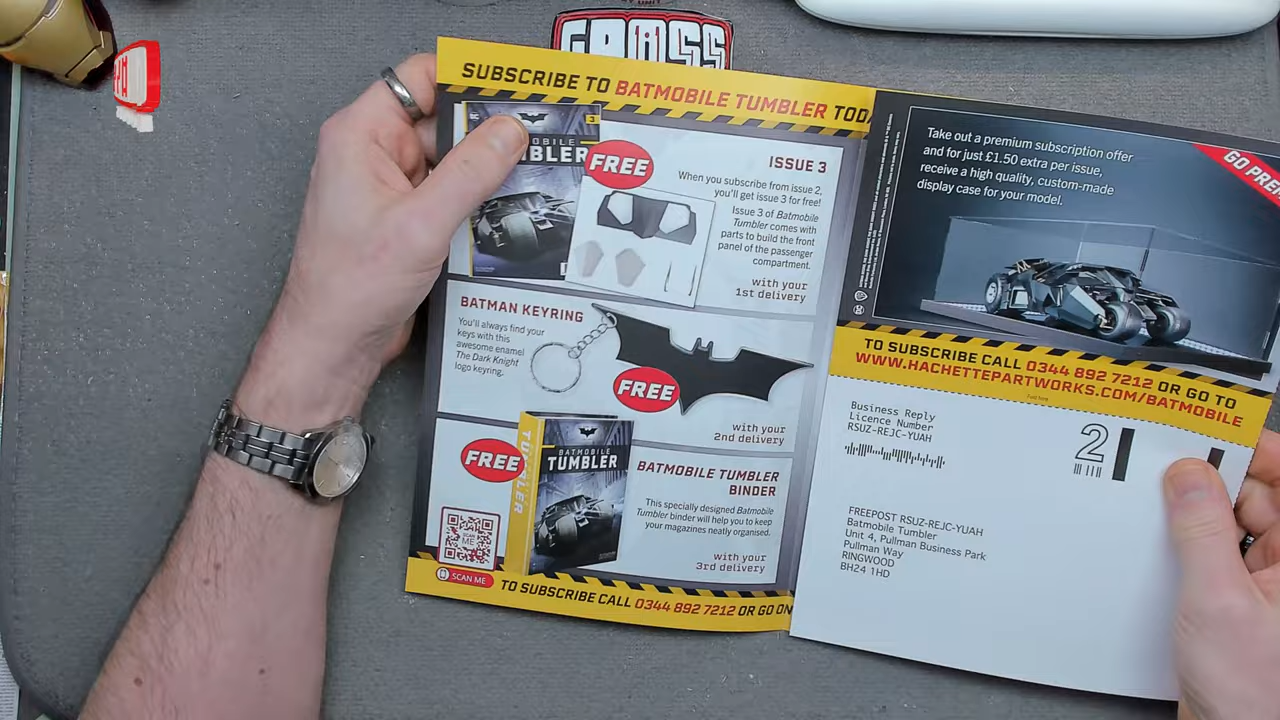 GRASS
SUBSCRIBE TO BATMOBILE TUMBLER TOD
3
BLER
FREE
ISSUE 3
When you subscribe from issue 2,
you'll get issue 3 for free!
Issue 3 of Batmobile
Tumbler comes with
parts to build the front
panel of the passenger
compartment.
with your
1st delivery
BATMAN KEYRING
You'll always find your
keys with this
awesome enamel
The Dark Knight
logo keyring.
FREE
with your
2nd delivery
FREE
TUMBLER
BATMOBILE
TUMBLER
BATMOBILE TUMBLER
BINDER
This specially designed Batmobile
Tumbler binder will help you to keep
your magazines neatly organised.
with your
3rd delivery
SCAN
ME
SCAN ME
TO SUBSCRIBE CALL 0344 892 7212 OR GO ON
Take out a premium subscription offer
and for just £1.50 extra per issue,
receive a high quality, custom-made
display case for your model.
GO PRE
TO SUBSCRIBE CALL 0344 892 7212 OR GO TO
WWW.HACHETTEPARTWORKS.COM/BATMOBILE
Business Reply
Licence Number
RSUZ-REJC-YUAH
2
FREEPOST RSUZ-REJC-YUAH
Batmobile Tumbler
Unit 4, Pullman Business Park
Pullman Way
RINGWOOD
BH24 1HD